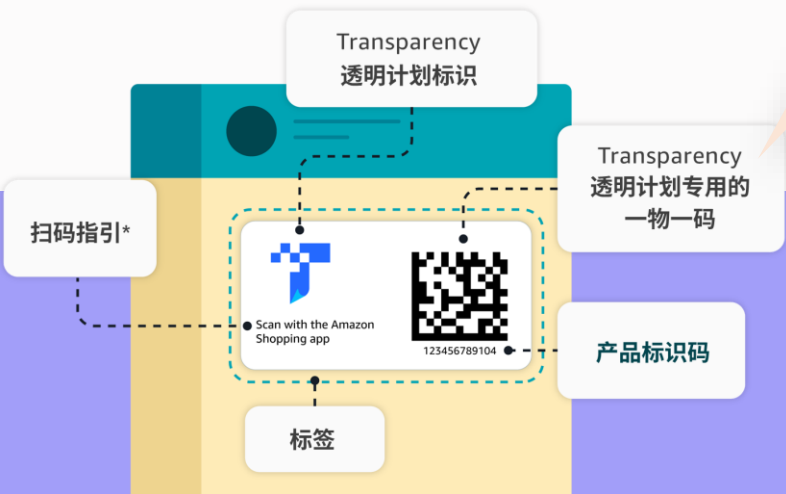 Transparency
透明计划标识
Transparency
透明计划专用的
一物一码
扫码指引*
Scan with the Amazon
Shopping app
123456789104
产品标识码
标签